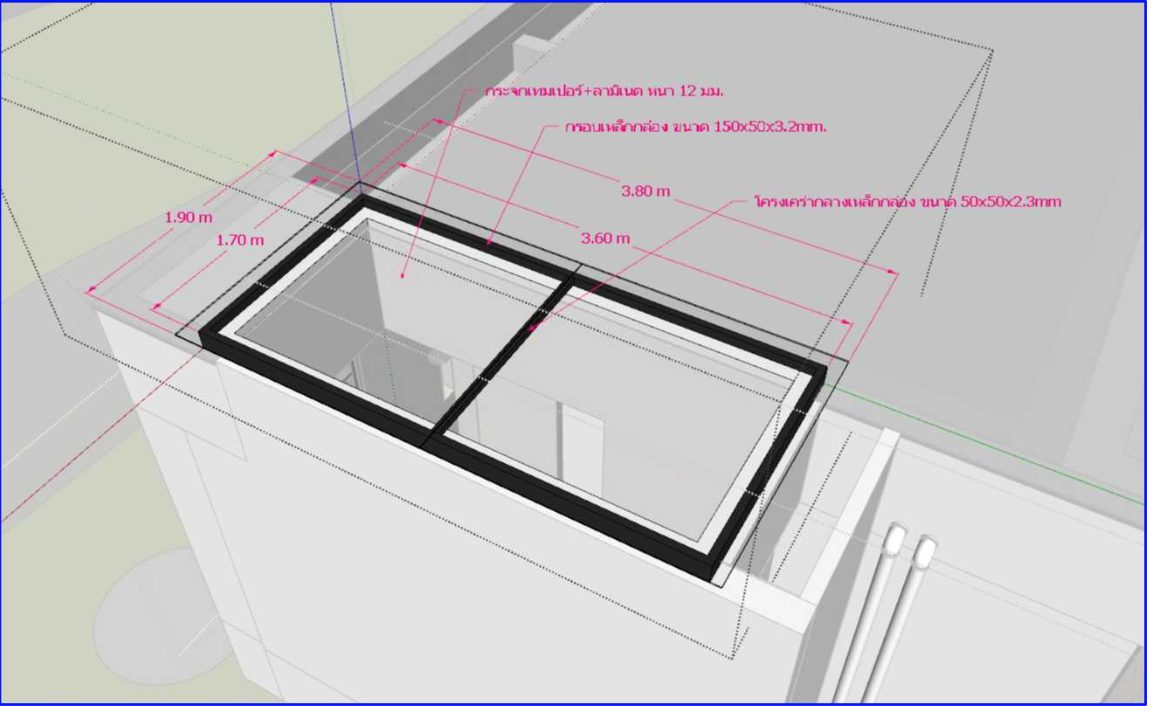 กระจกเทมเปอร์+ลามิเนต หนา 12 มม.
กรอบเหล็กกล่อง ขนาด 150x50x3.2mm.
3.80 m
โครงเคร่ากลางเหล็กกล่อง ขนาด 50x50x2.3mm
1.90 m
3.60 m
1.70 m